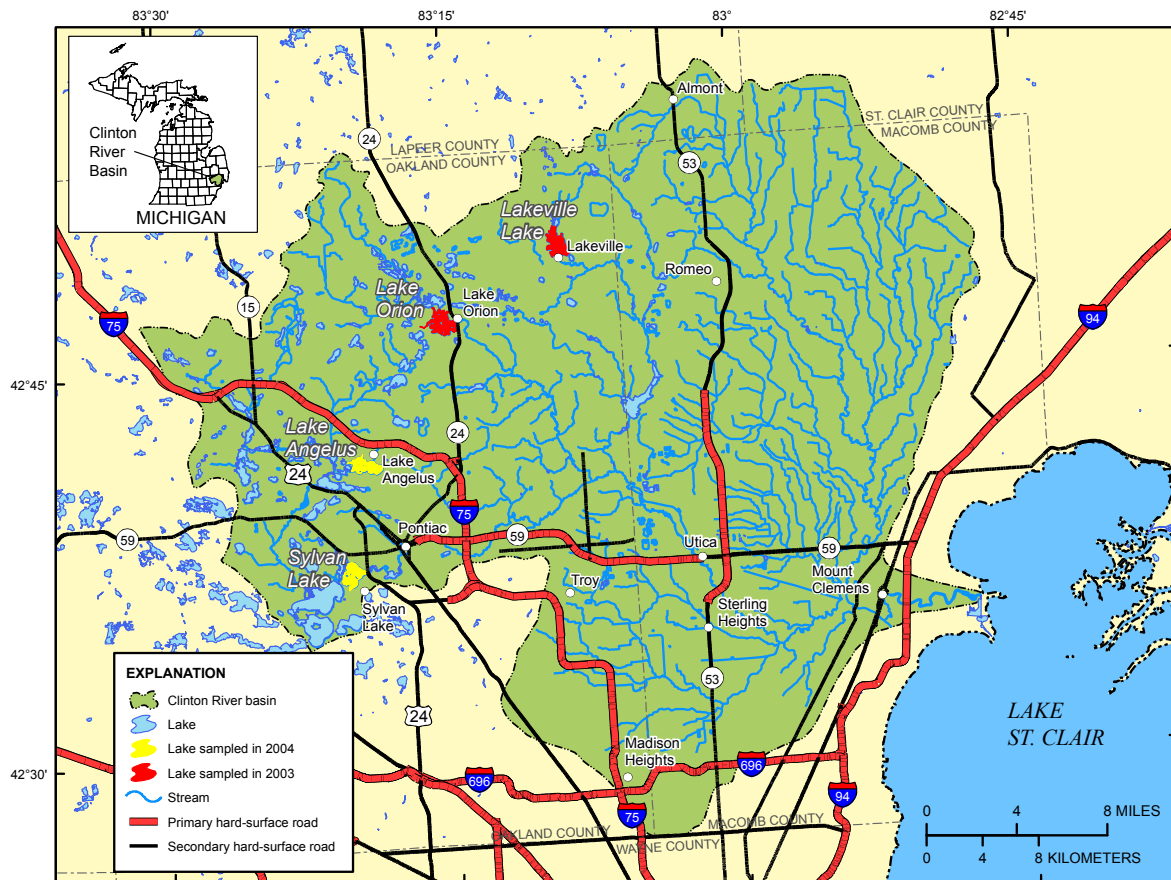 83°30'
83°15'
83°
82°45'
42°45'
42°30'
Clinton
River
Basin
MICHIGAN
LAPEER COUNTY
OAKLAND COUNTY
ST. CLAIR COUNTY
MACOMB COUNTY
Almont
24
53
Lakeville
Lake
Lakeville
Romeo
Lake
Orion
Lake
Orion
15
75
94
24
Lake
Angelus
Lake
Angelus
24
75
59
Pontiac
59
Utica
59
Sylvan
Lake
Sylvan
Lake
Troy
Mount
Clemens
Sterling
Heights
53
24
LAKE
ST. CLAIR
Madison
Heights
696
696
94
75
OAKLAND COUNTY
MACOMB COUNTY
WAYNE COUNTY
EXPLANATION
Clinton River basin
Lake
Lake sampled in 2004
Lake sampled in 2003
Stream
Primary hard-surface road
Secondary hard-surface road
0 4 8 MILES
0 4 8 KILOMETERS